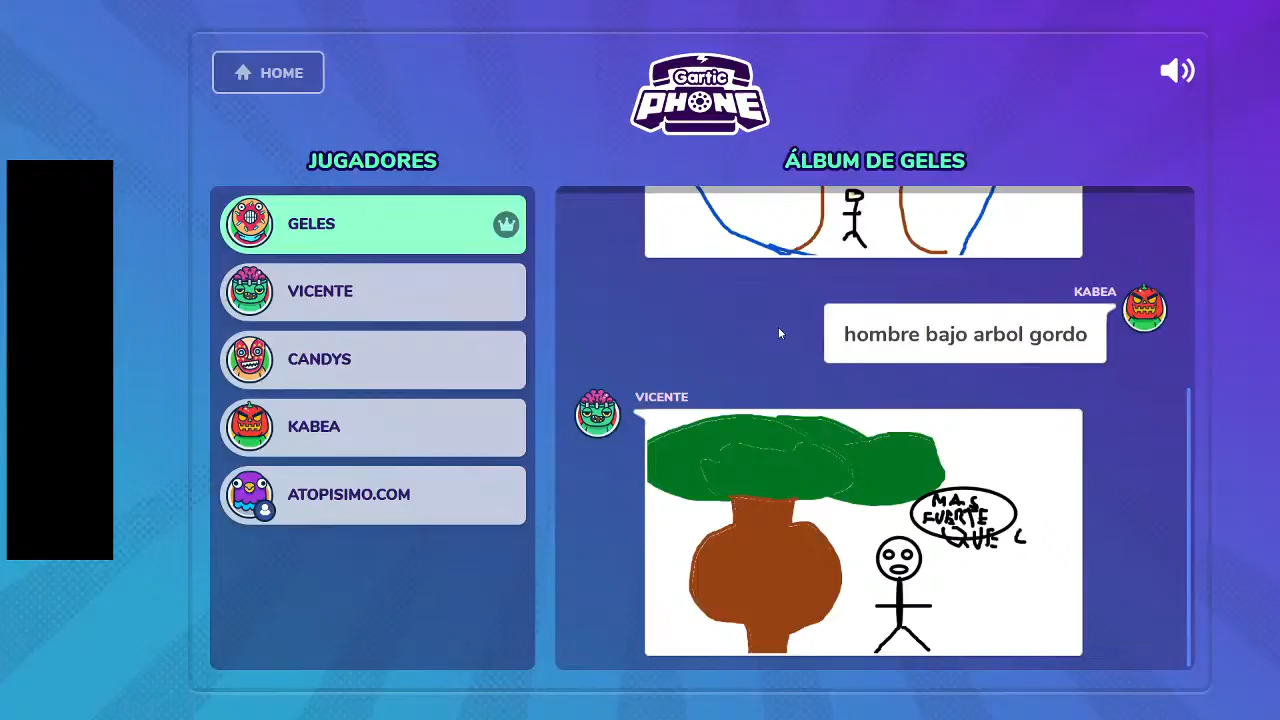 HOME
Gartic
PHONE
JUGADORES
ÁLBUM DE GELES
GELES
VICENTE
CANDYS
KABEA
ATOPISIMO.COM
KABEA
hombre bajo arbol gordo
VICENTE
MAS
FUERTE
QUE C